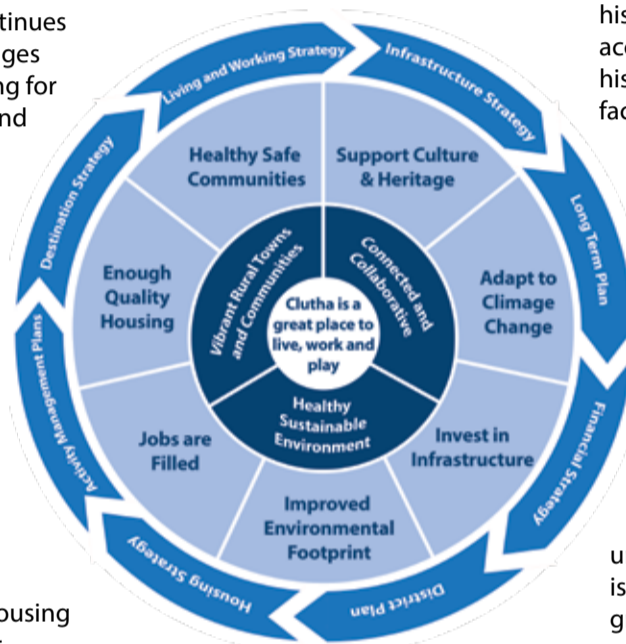 tinues
ges
ng for
nd
his
acc
his
fac
Living and Working Strategy
Infrastructure Strategy
Long Term Plan
Financial Strategy
District Plan
Housing Strategy
Activity Management Plans
Destination Strategy
Healthy Safe
Communities
Support Culture
& Heritage
Adapt to
Climage
Change
Invest in
Infrastructure
Improved
Environmental
Footprint
Jobs are
Filled
Enough
Quality
Housing
Vibrant Rural Towns
and Communities
Connected and
Collaborative
Healthy
Sustainable
Environment
Clutha is a
great place to
live, work and
play
ousing
u
is
g